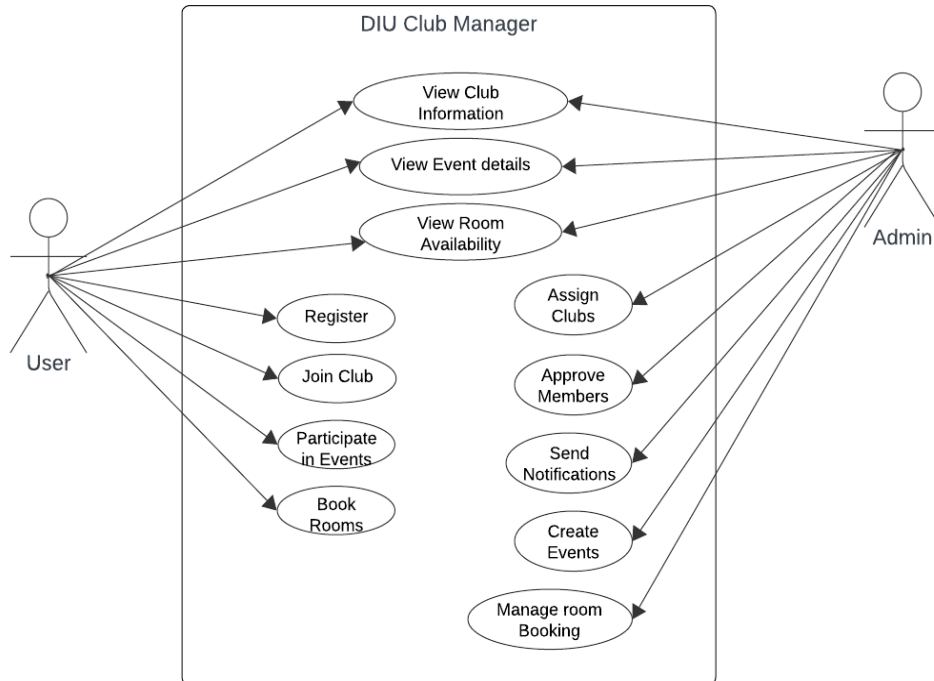 DIU Club Manager
View Club
Information
View Event details
View Room
Availability
Admin
Assign
Clubs
Register
User
Join Club
Approve
Members
Participate
in Events
Send
Notifications
Book
Rooms
Create
Events
Manage room
Booking